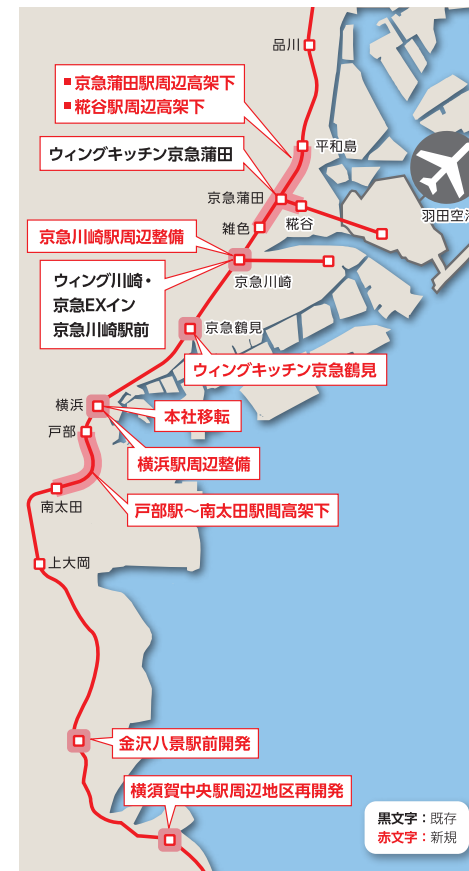 品川
■ 京急蒲田駅周辺高架下
■ 糀谷駅周辺高架下
平和島
ウィングキッチン京急蒲田
京急蒲田
糀谷
羽田空
雑色
京急川崎駅周辺整備
京急川崎
ウィング川崎・
京急EXイン
京急川崎駅前
京急鶴見
ウィングキッチン京急鶴見
横浜
本社移転
戸部
横浜駅周辺整備
戸部駅〜南太田駅間高架下
南太田
上大岡
金沢八景駅前開発
横須賀中央駅周辺地区再開発
黒文字：既存
赤文字：新規